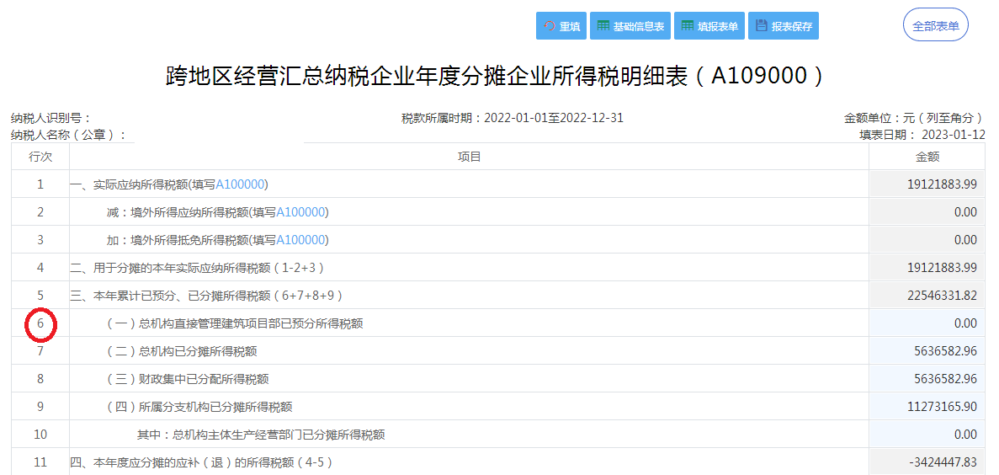 重填 基础信息表 填报表单 报表保存 全部表单
跨地区经营汇总纳税企业年度分摊企业所得税明细表（A109000）
纳税人识别号： 税款所属时期：2022-01-01至2022-12-31 金额单位：元（列至角分）
纳税人名称（公章）： 填表日期： 2023-01-12
行次 项目 金额
1 一、实际应纳所得税额(填写A100000) 19121883.99
2 减：境外所得应纳所得税额(填写A100000) 0.00
3 加：境外所得抵免所得税额(填写A100000) 0.00
4 二、用于分摊的本年实际应纳所得税额（1-2+3） 19121883.99
5 三、本年累计已预分、已分摊所得税额（6+7+8+9） 22546331.82
6 （一）总机构直接管理建筑项目部已预分所得税额 0.00
7 （二）总机构已分摊所得税额 5636582.96
8 （三）财政集中已分配所得税额 5636582.96
9 （四）所属分支机构已分摊所得税额 11273165.90
10 其中：总机构主体生产经营部门已分摊所得税额 0.00
11 四、本年度应分摊的应补（退）的所得税额（4-5） -3424447.83